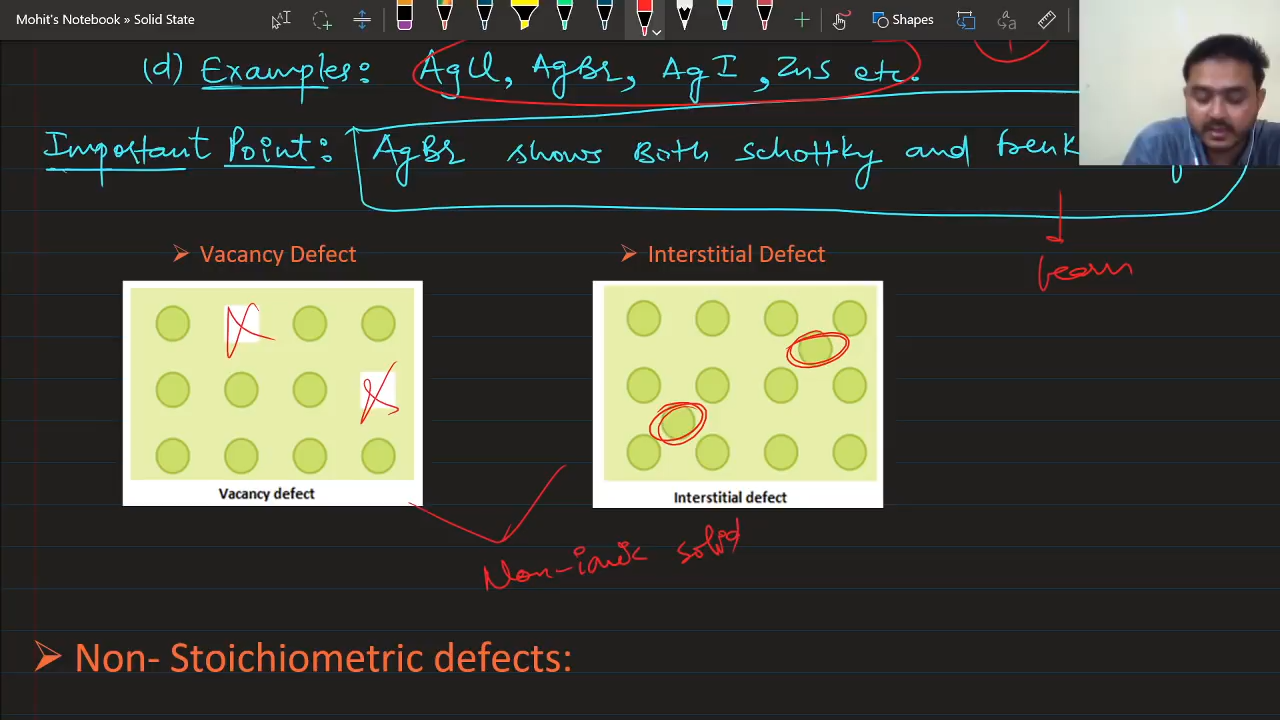 Mohit's Notebook » Solid State
Shapes
(d) Examples: AgCl, AgBr, AgI, ZnS etc.
Important Point: AgBr shows Both schottky and frenk
➢ Vacancy Defect
➢ Interstitial Defect
Vacancy defect
Interstitial defect
Non-ionic solid
➢ Non- Stoichiometric defects: